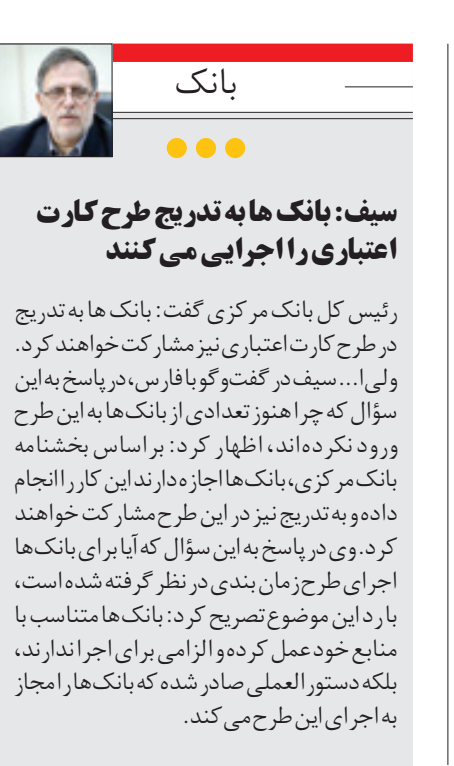 بانک
سیف: بانک ها به تدریج طرح کارت
اعتباری را اجرایی می کنند
رئیس کل بانک مرکزی گفت: بانک ها به تدریج
در طرح کارت اعتباری نیز مشارکت خواهند کرد.
ولی ا... سیف در گفت‌وگو با فارس، در پاسخ به این
سؤال که چرا هنوز تعدادی از بانک‌ها به این طرح
ورود نکرده‌اند، اظهار کرد: بر اساس بخشنامه
بانک مرکزی، بانک‌ها اجازه دارند این کار را انجام
داده و به تدریج نیز در این طرح مشارکت خواهند
کرد. وی در پاسخ به این سؤال که آیا برای بانک‌ها
اجرای طرح زمان بندی در نظر گرفته شده است،
با رد این موضوع تصریح کرد: بانک‌ها متناسب با
منابع خود عمل کرده و الزامی برای اجرا ندارند،
بلکه دستورالعملی صادر شده که بانک‌ها را مجاز
به اجرای این طرح می کند.